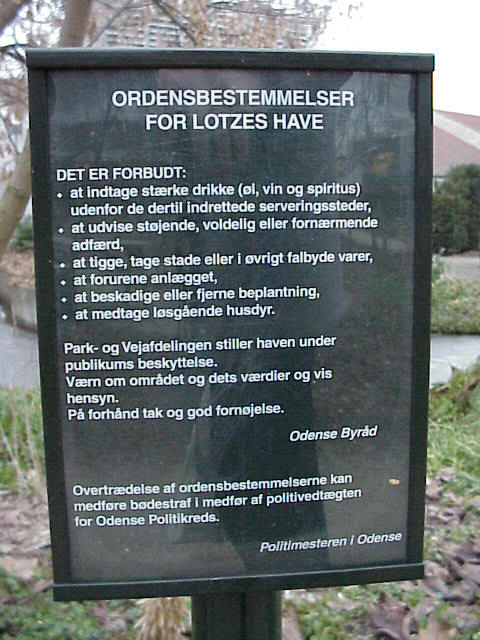 ORDENSBESTEMMELSER
FOR LOTZES HAVE
DET ER FORBUDT:
• at indtage stærke drikke (øl, vin og spiritus)
udenfor de dertil indrettede serveringssteder,
• at udvise støjende, voldelig eller fornærmende
adfærd,
• at tigge, tage stade eller i øvrigt falbyde varer,
• at forurene anlægget,
• at beskadige eller fjerne beplantning,
• at medtage løsgående husdyr.
Park- og Vejafdelingen stiller haven under
publikums beskyttelse.
Værn om området og dets værdier og vis
hensyn.
På forhånd tak og god fornøjelse.
Odense Byråd
Overtrædelse af ordensbestemmelserne kan
medføre bødestraf i medfør af politivedtægten
for Odense Politikreds.
Politimesteren i Odense